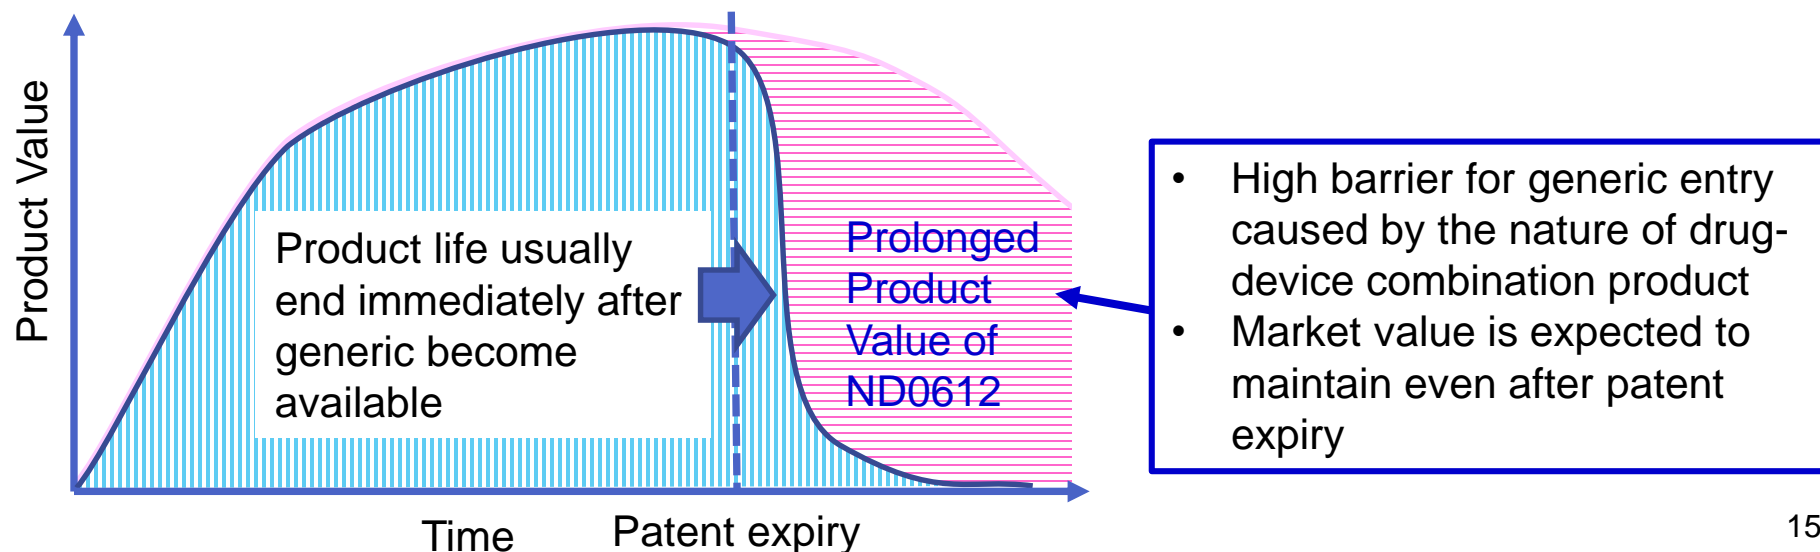 Product Value
Product life usually
end immediately after
generic become
available
Prolonged
Product
Value of
ND0612
• High barrier for generic entry
caused by the nature of drug-
device combination product
• Market value is expected to
maintain even after patent
expiry
Time
Patent expiry
15